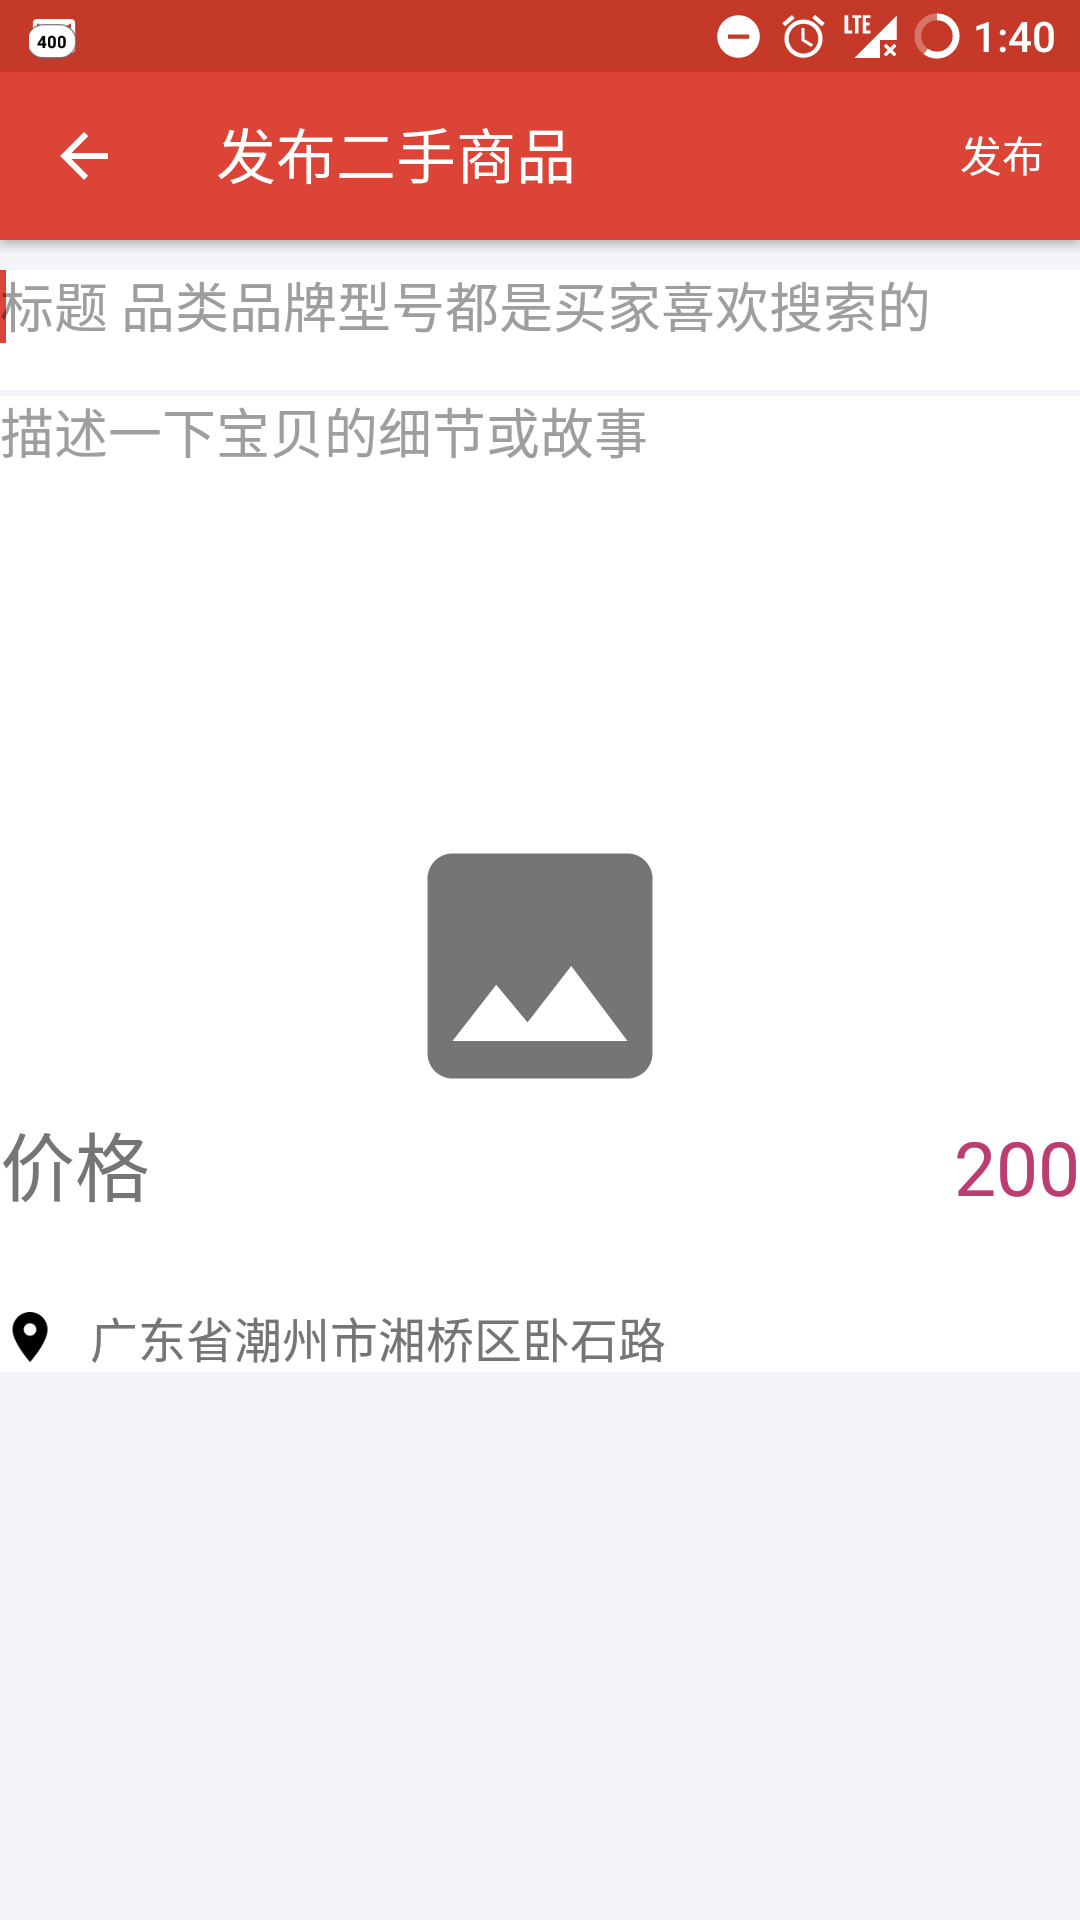 400
LTE
1:40
发布二手商品
发布
标题 品类品牌型号都是买家喜欢搜索的
描述一下宝贝的细节或故事
价格
200
广东省潮州市湘桥区卧石路